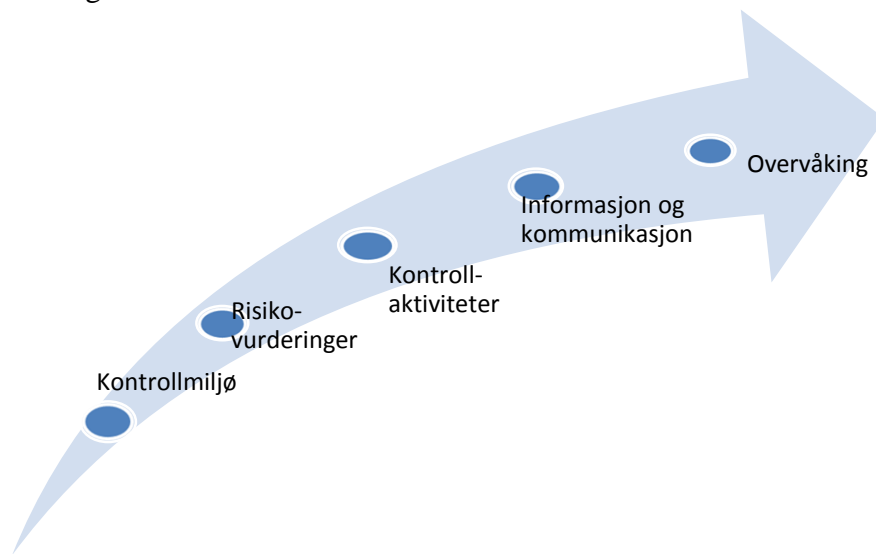 Overvåking
Informasjon og
kommunikasjon
Kontroll-
aktiviteter
Risiko-
vurderinger
Kontrollmiljø